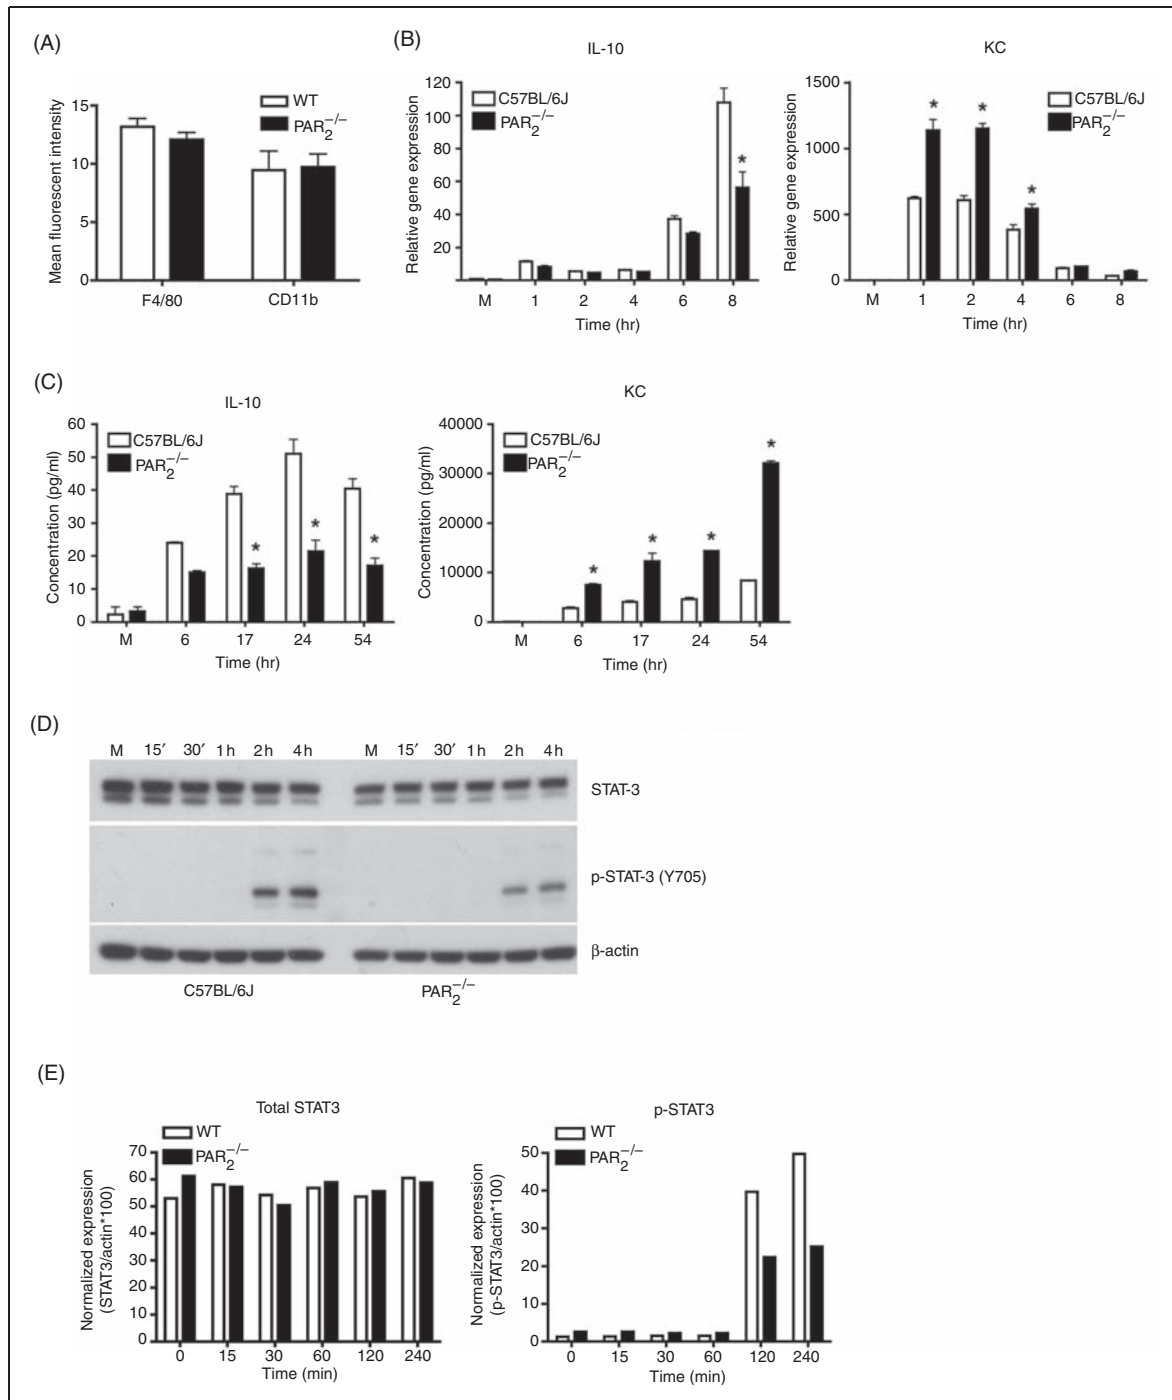 (A)
WT
PAR2−/−
Mean fluorescent intensity
15
10
5
0
F4/80
CD11b
(B)
IL-10
C57BL/6J
PAR2−/−
Relative gene expression
120
100
80
60
40
20
M
1
2
4
6
8
Time (hr)
KC
C57BL/6J
PAR2−/−
Relative gene expression
1500
1000
500
0
* * *
M
1
2
4
6
8
Time (hr)
(C)
IL-10
C57BL/6J
PAR2−/−
Concentration (pg/ml)
60
50
40
30
20
10
0
* * *
M
6
17
24
54
Time (hr)
KC
C57BL/6J
PAR2−/−
Concentration (pg/ml)
40000
30000
20000
10000
0
* * * *
M
6
17
24
54
Time (hr)
(D)
M 15′ 30′ 1 h 2 h 4 h M 15′ 30′ 1 h 2 h 4 h
STAT-3
p-STAT-3 (Y705)
β-actin
C57BL/6J PAR2−/−
(E)
Total STAT3
WT
PAR2−/−
Normalized expression
(STAT3/actin*100)
70
60
50
40
30
20
10
0
0
15
30
60
120
240
Time (min)
p-STAT3
WT
PAR2−/−
Normalized expression
(p-STAT3/actin*100)
50
40
30
20
10
0
0
15
30
60
120
240
Time (min)